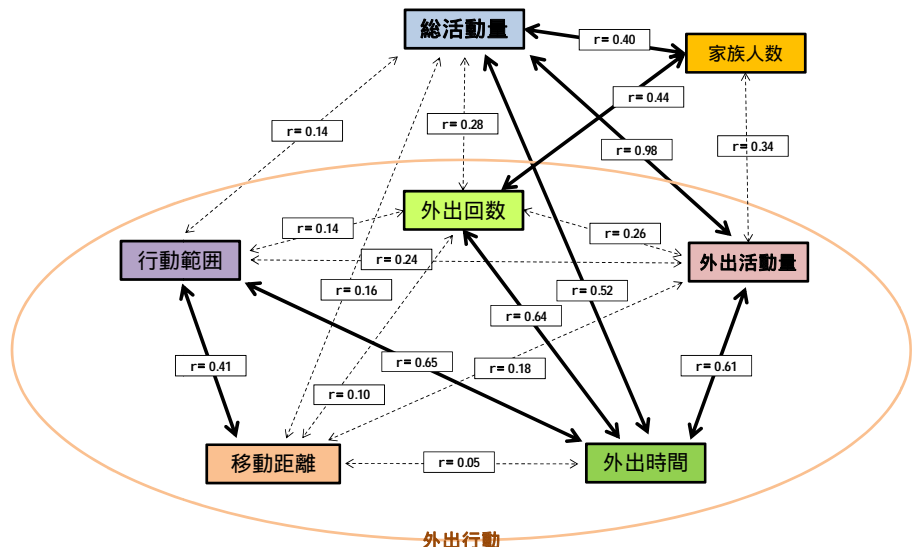 総活動量
r= 0.40
家族人数
r= 0.44
r= 0.14
r= 0.28
r= 0.98
r= 0.34
外出回数
r= 0.14
r= 0.26
行動範囲
r= 0.24
外出活動量
r= 0.16
r= 0.52
r= 0.64
r= 0.41
r= 0.65
r= 0.18
r= 0.61
r= 0.10
移動距離
r= 0.05
外出時間
外出行動